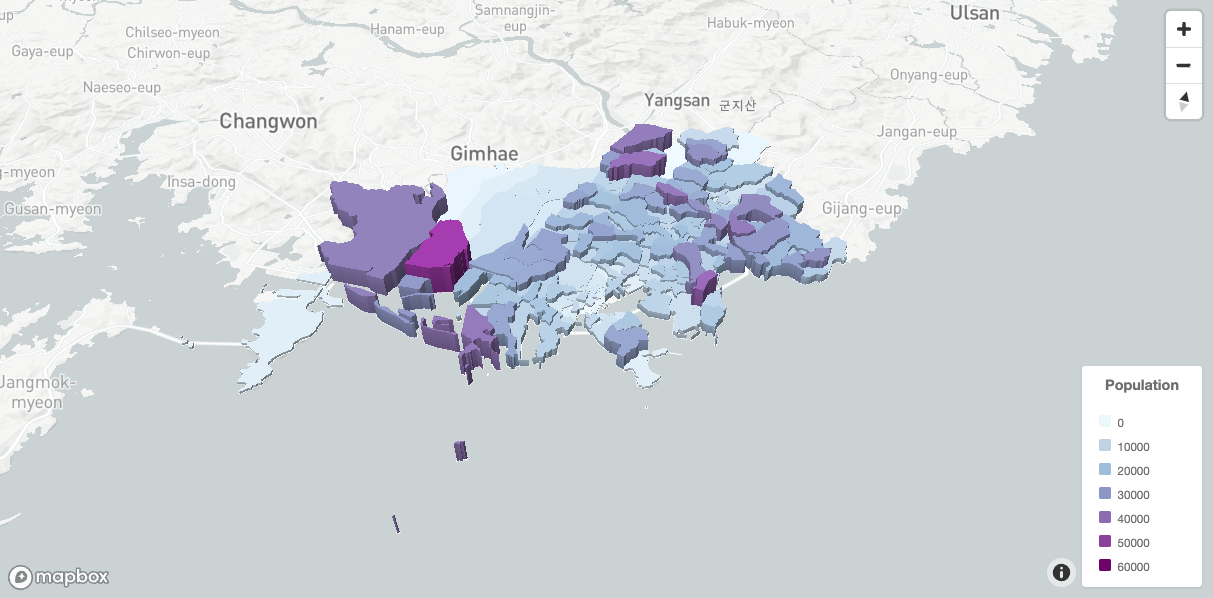 Samnangjin-
eup
Ulsan
Chilseo-myeon
Hanam-eup
Habuk-myeon
Gaya-eup
Chirwon-eup
Onyang-eup
Naeseo-eup
Yangsan
군지산
Changwon
Jangan-eup
Gimhae
g-myeon
Insa-dong
Gusan-myeon
Gijang-eup
Jangmok-
myeon
Population
0
10000
20000
30000
40000
50000
60000
mapbox